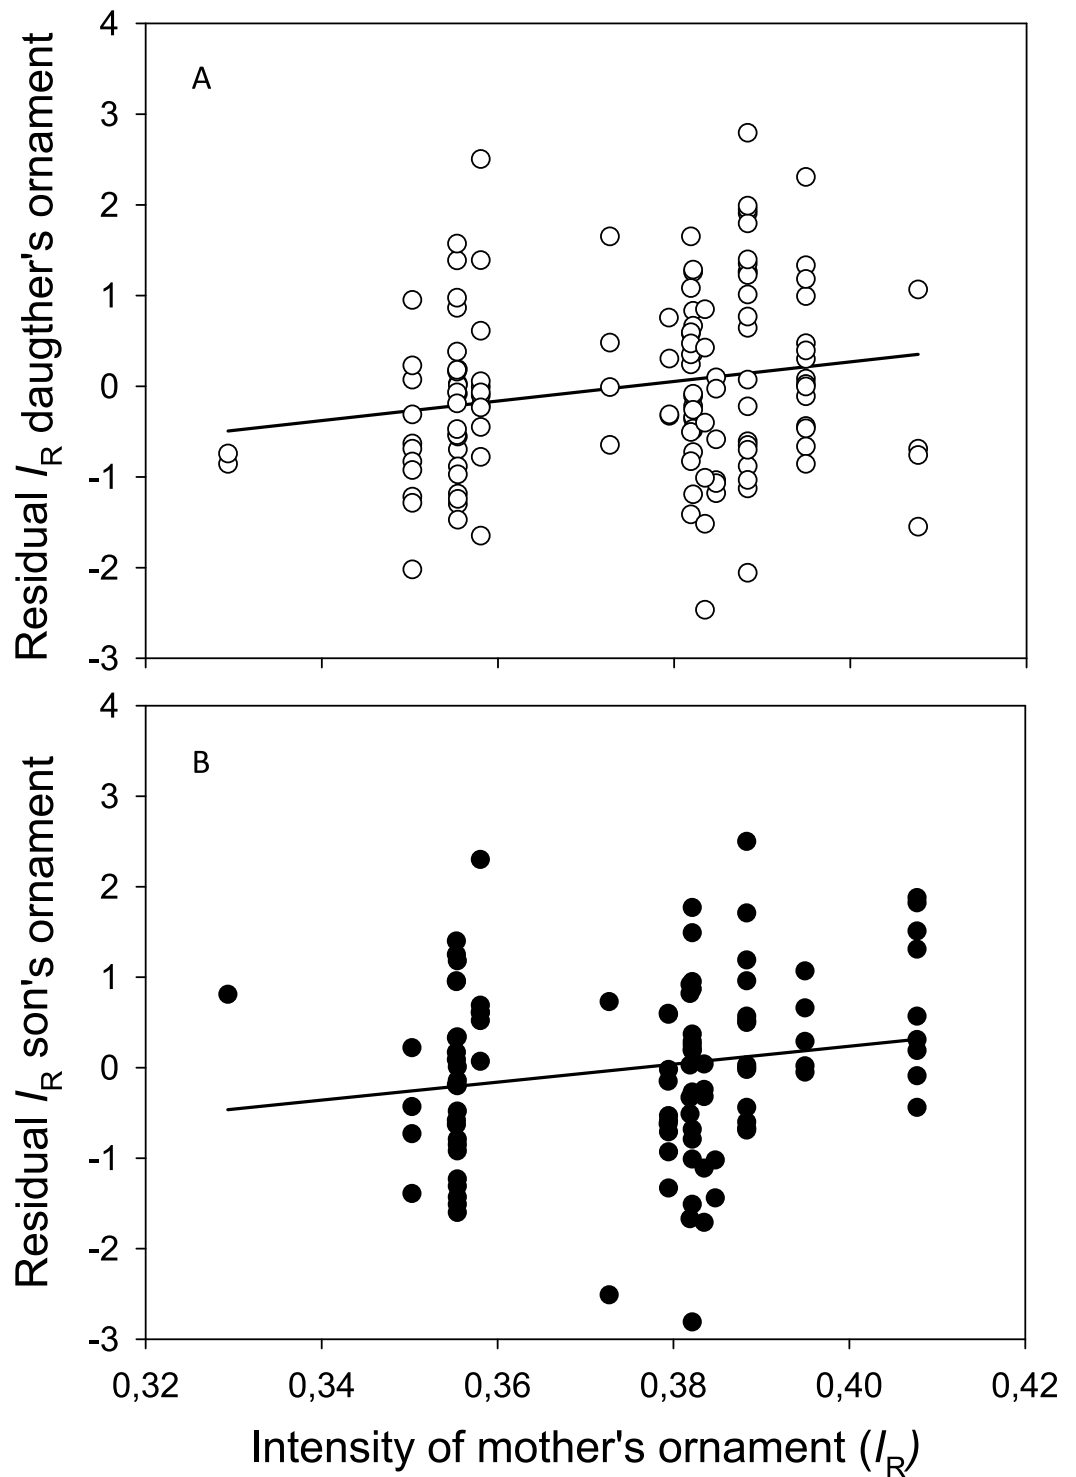 Residual IR daugther's ornament
A
4
3
2
1
0
-1
-2
-3
Residual IR son's ornament
B
4
3
2
1
0
-1
-2
-3
0,32 0,34 0,36 0,38 0,40 0,42
Intensity of mother's ornament (IR)